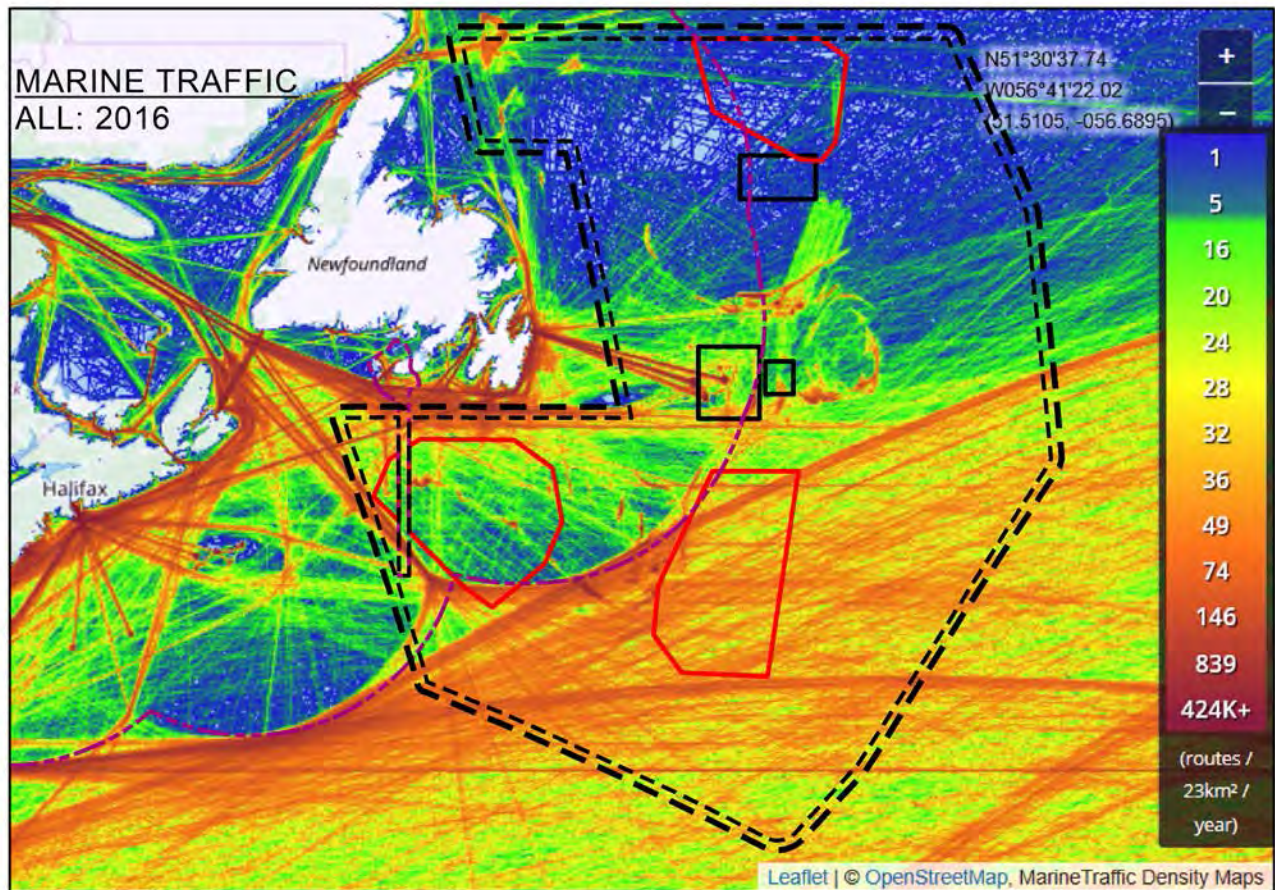 MARINE TRAFFIC
ALL: 2016
N51°30'37.74
W056°41'22.02
(51.5105, -056.6895)
+
−
1
5
16
20
24
28
32
36
49
74
146
839
424K+
(routes /
23km² /
year)
Newfoundland
Halifax
Leaflet | © OpenStreetMap, MarineTraffic Density Maps